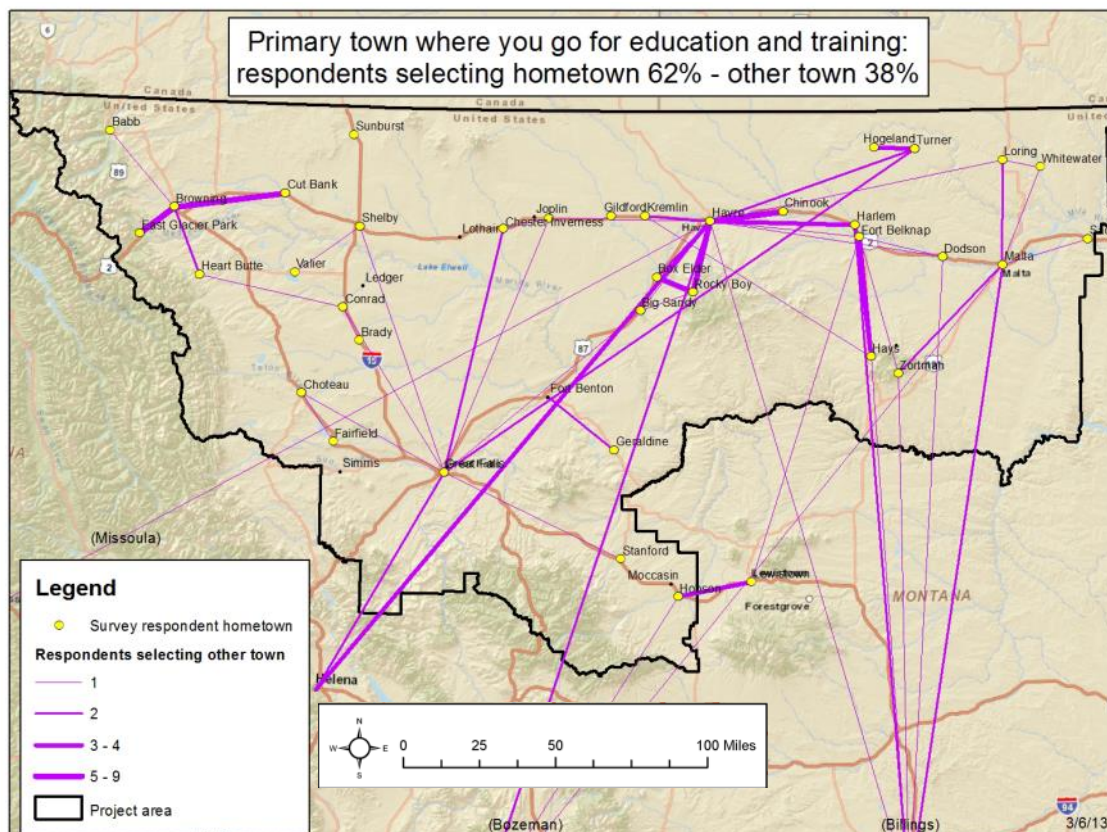 Primary town where you go for education and training:
respondents selecting hometown 62% - other town 38%
6
Canada
United States
Canada
United States
Canada
Babb
Sunburst
Hogeland
Turner
Loring
Whitewater
89
Cut Bank
Browning
East Glacier Park
Shelby
Lothair
Chester
Joplin
Inverness
Gildford
Kremlin
Havre
Chinook
Harlem
Fort Belknap
2
Dodson
Malta
Malta
2
Heart Butte
Valier
Ledger
Lake Elwell
Marias River
Box Elder
Rocky Boy
Big Sandy
Conrad
Brady
15
87
Hays
Zortman
Choteau
Fort Benton
Fairfield
Simms
Great Falls
Geraldine
(Missoula)
Stanford
Moccasin
Hobson
Lewistown
Forestgrove
MONTANA
Helena
Legend
Survey respondent hometown
Respondents selecting other town
1
2
3 - 4
5 - 9
Project area
N
W
E
S
0 25 50 100 Miles
(Bozeman)
(Billings)
94
3/6/13